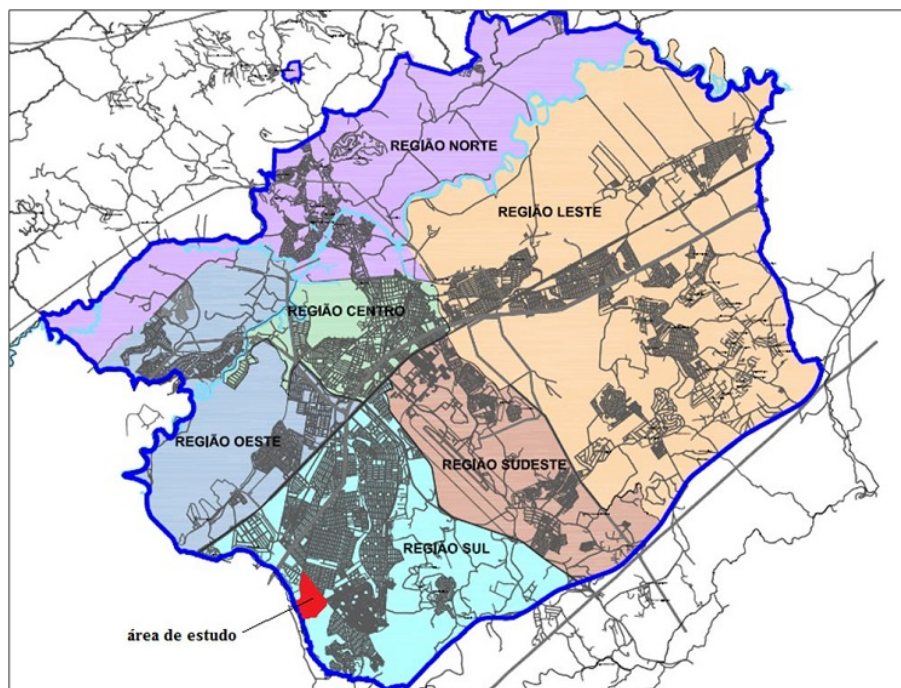 REGIÃO NORTE
REGIÃO LESTE
REGIÃO CENTRO
REGIÃO OESTE
REGIÃO SUDESTE
REGIÃO SUL
área de estudo